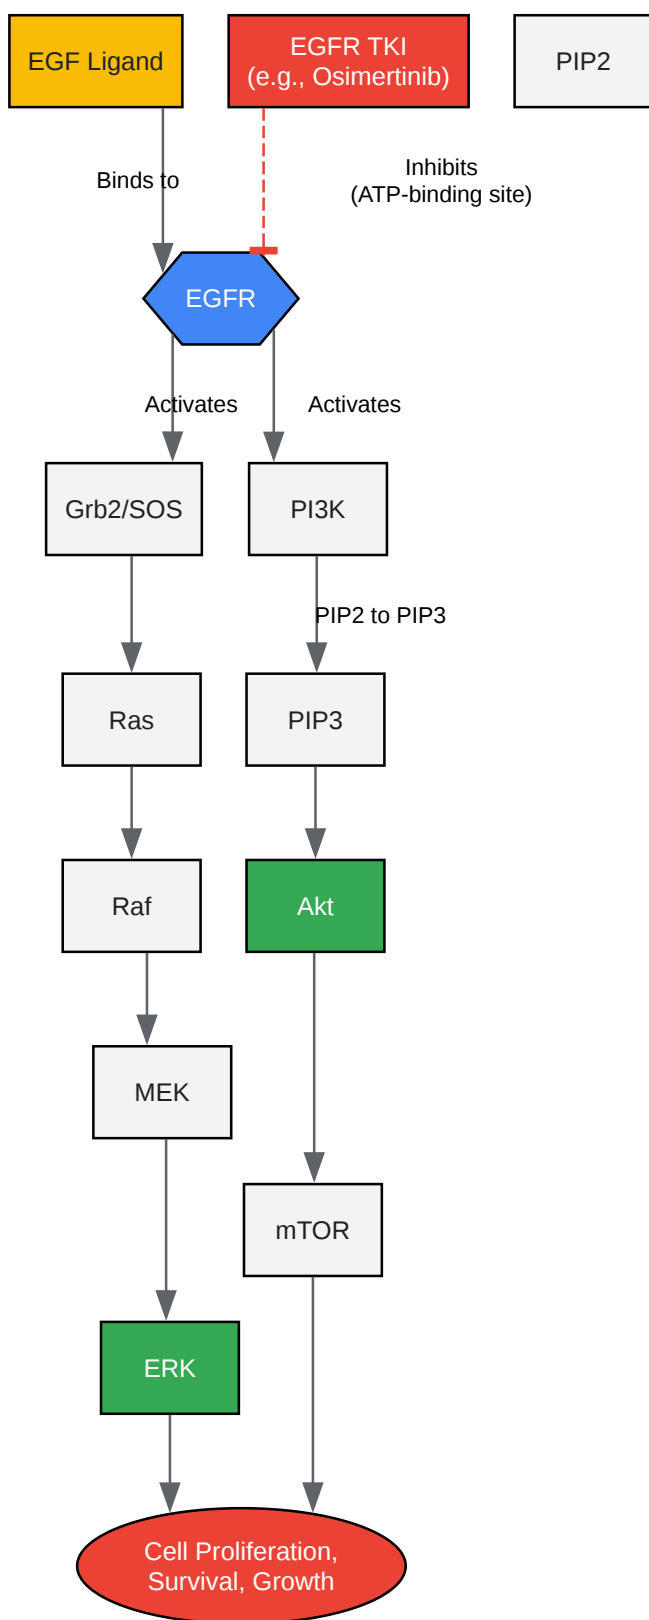 EGF Ligand
EGFR TKI
(e.g., Osimertinib)
PIP2
Binds to
Inhibits
(ATP-binding site)
EGFR
Activates
Activates
Grb2/SOS
PI3K
PIP2 to PIP3
Ras
PIP3
Raf
Akt
MEK
mTOR
ERK
Cell Proliferation,
Survival, Growth